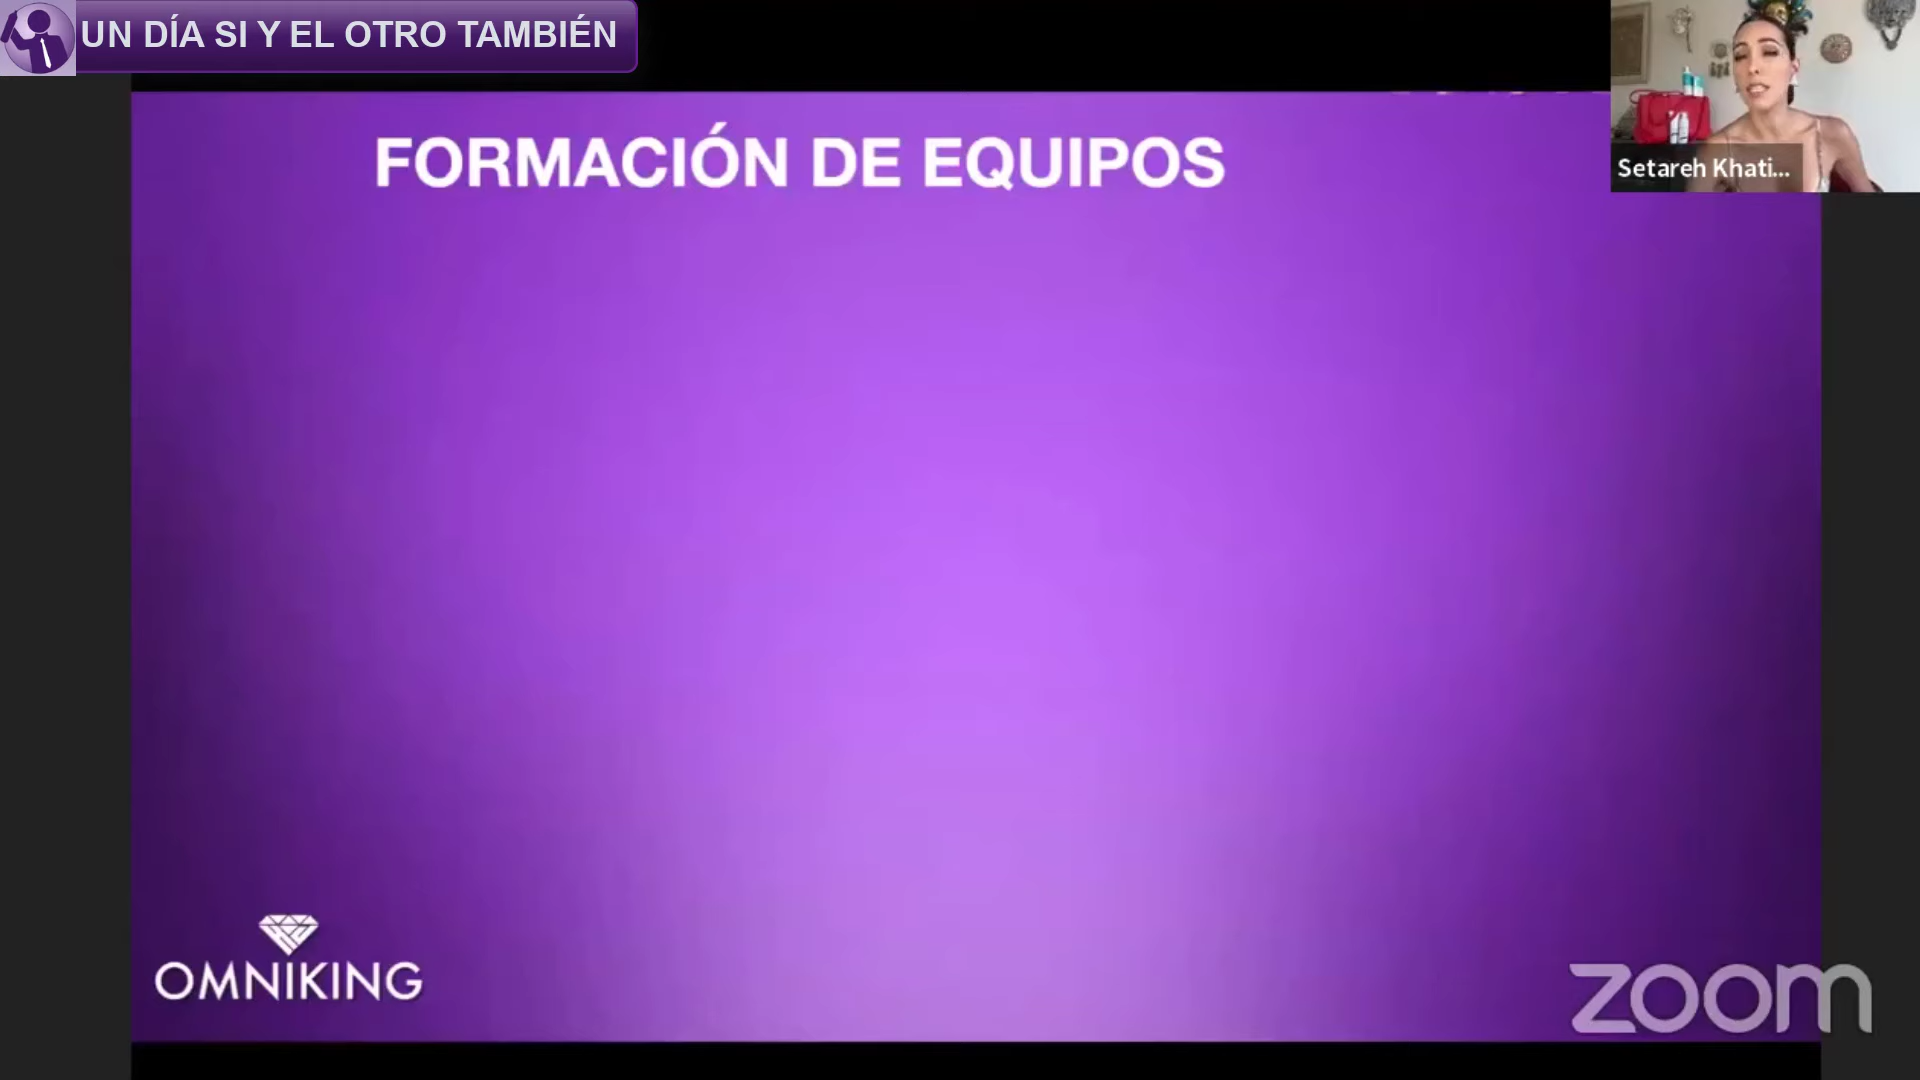 UN DÍA SI Y EL OTRO TAMBIÉN
FORMACIÓN DE EQUIPOS
Setareh Khati...
OMNIKING
zoom